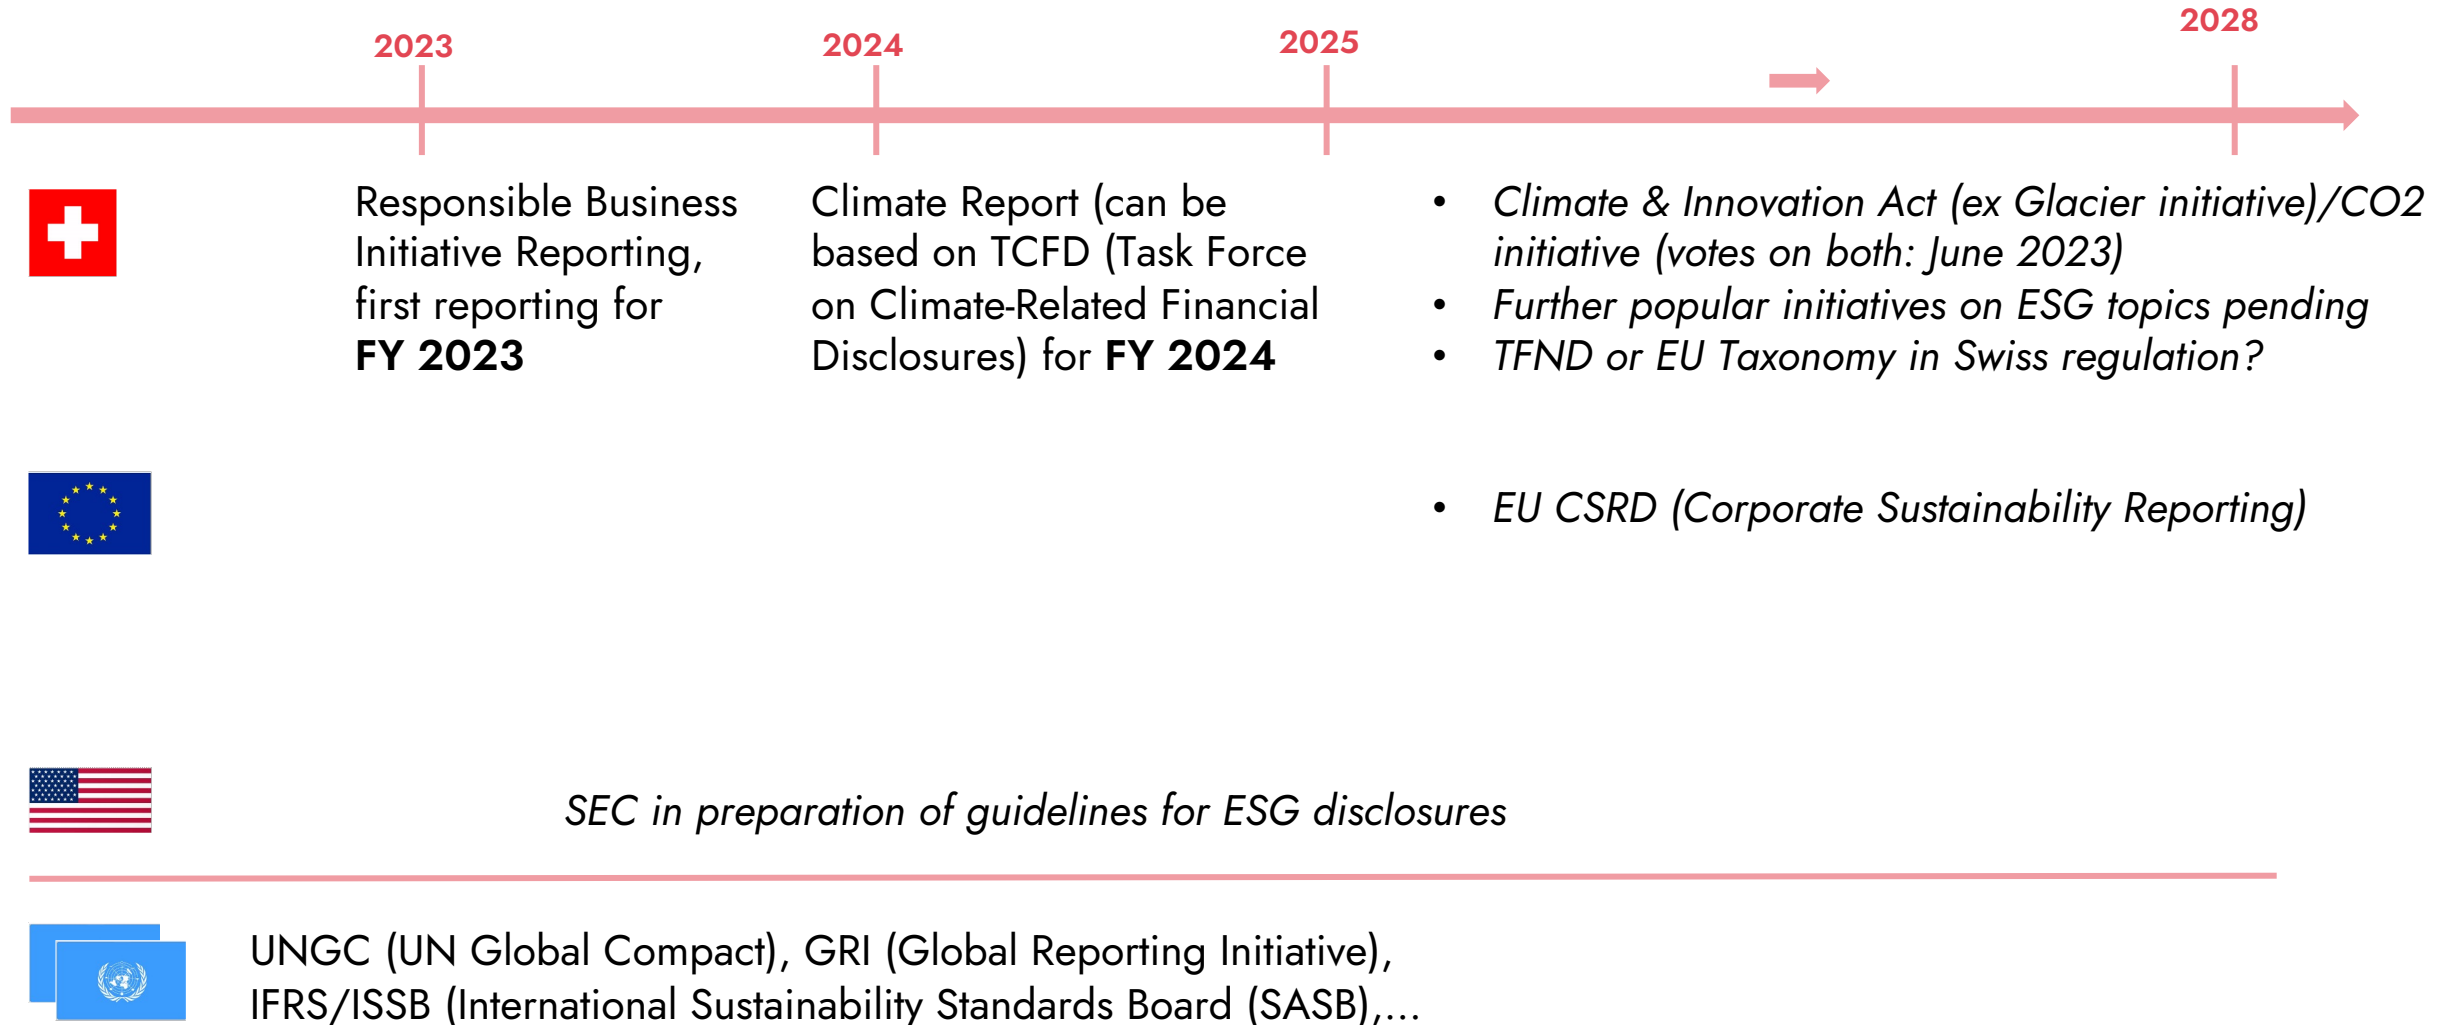 2023
2024
2025
2028
Responsible Business
Initiative Reporting,
first reporting for
FY 2023
Climate Report (can be
based on TCFD (Task Force
on Climate-Related Financial
Disclosures) for FY 2024
• Climate & Innovation Act (ex Glacier initiative)/CO2
initiative (votes on both: June 2023)
• Further popular initiatives on ESG topics pending
• TFND or EU Taxonomy in Swiss regulation?
• EU CSRD (Corporate Sustainability Reporting)
SEC in preparation of guidelines for ESG disclosures
UNGC (UN Global Compact), GRI (Global Reporting Initiative),
IFRS/ISSB (International Sustainability Standards Board (SASB),...